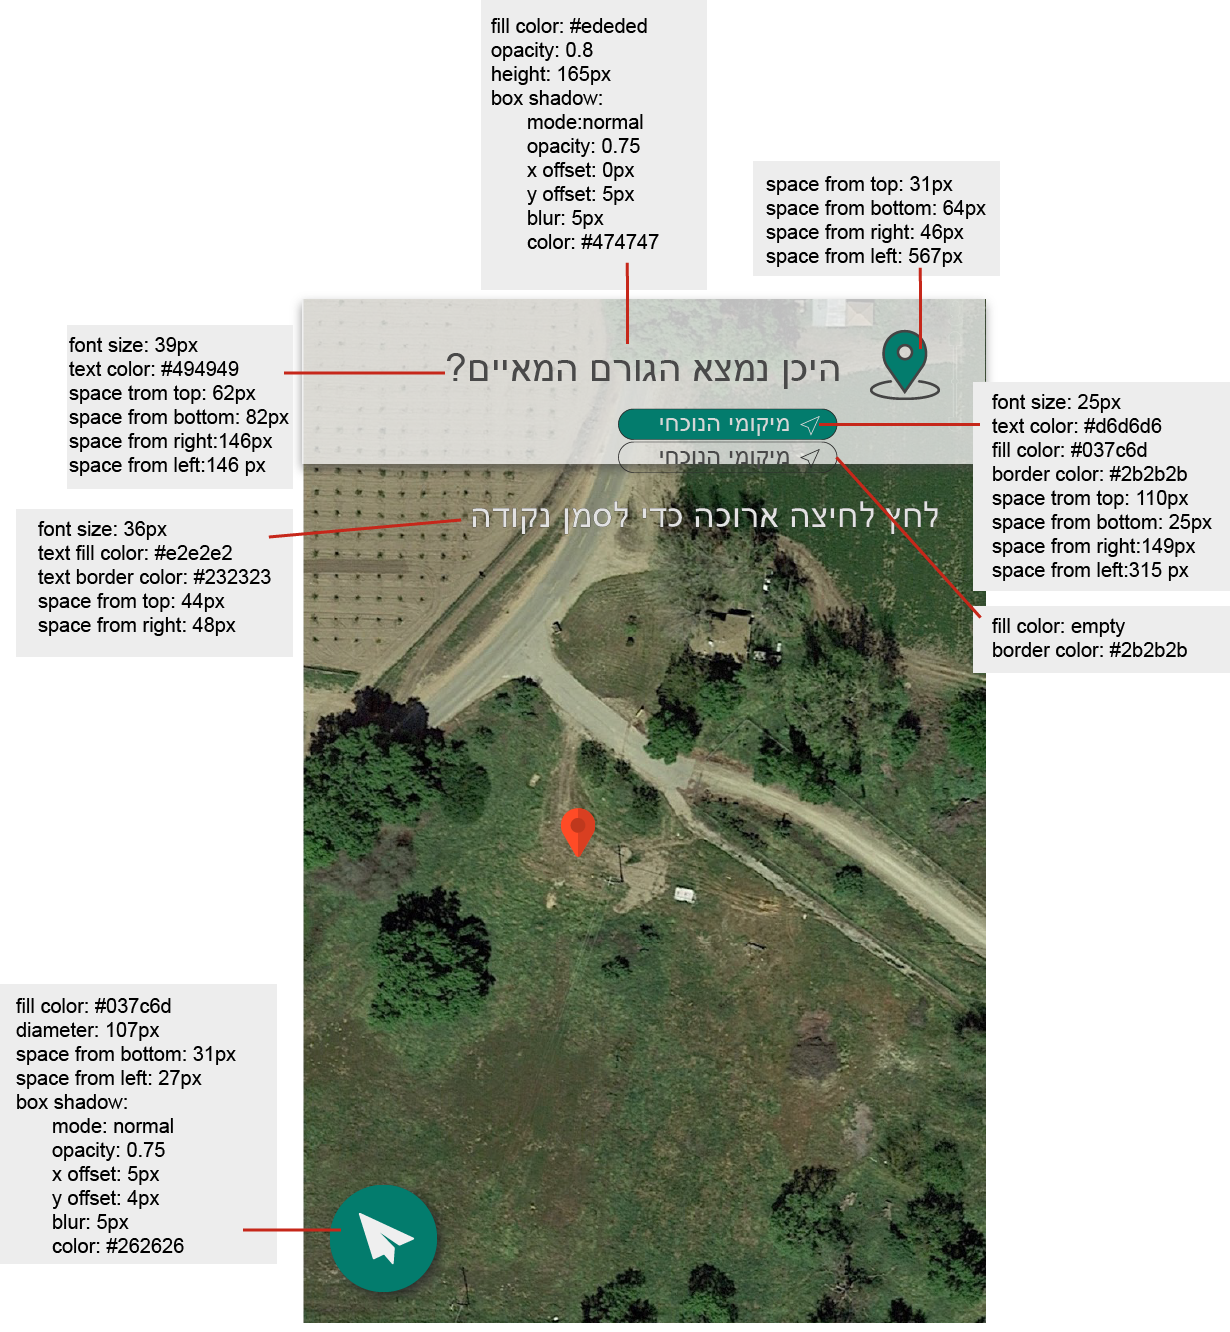 fill color: #ededed
opacity: 0.8
height: 165px
box shadow:
mode:normal
opacity: 0.75
x offset: 0px
y offset: 5px
blur: 5px
color: #474747
space from top: 31px
space from bottom: 64px
space from right: 46px
space from left: 567px
font size: 39px
text color: #494949
space trom top: 62px
space from bottom: 82px
space from right:146px
space from left:146 px
היכן נמצא הגורם המאיים?
מיקומי הנוכחי
מיקומי הנוכחי
font size: 25px
text color: #d6d6d6
fill color: #037c6d
border color: #2b2b2b
space trom top: 110px
space from bottom: 25px
space from right:149px
space from left:315 px
לחץ לחיצה ארוכה כדי לסמן נקודה
font size: 36px
text fill color: #e2e2e2
text border color: #232323
space from top: 44px
space from right: 48px
fill color: empty
border color: #2b2b2b
fill color: #037c6d
diameter: 107px
space from bottom: 31px
space from left: 27px
box shadow:
mode: normal
opacity: 0.75
x offset: 5px
y offset: 4px
blur: 5px
color: #262626